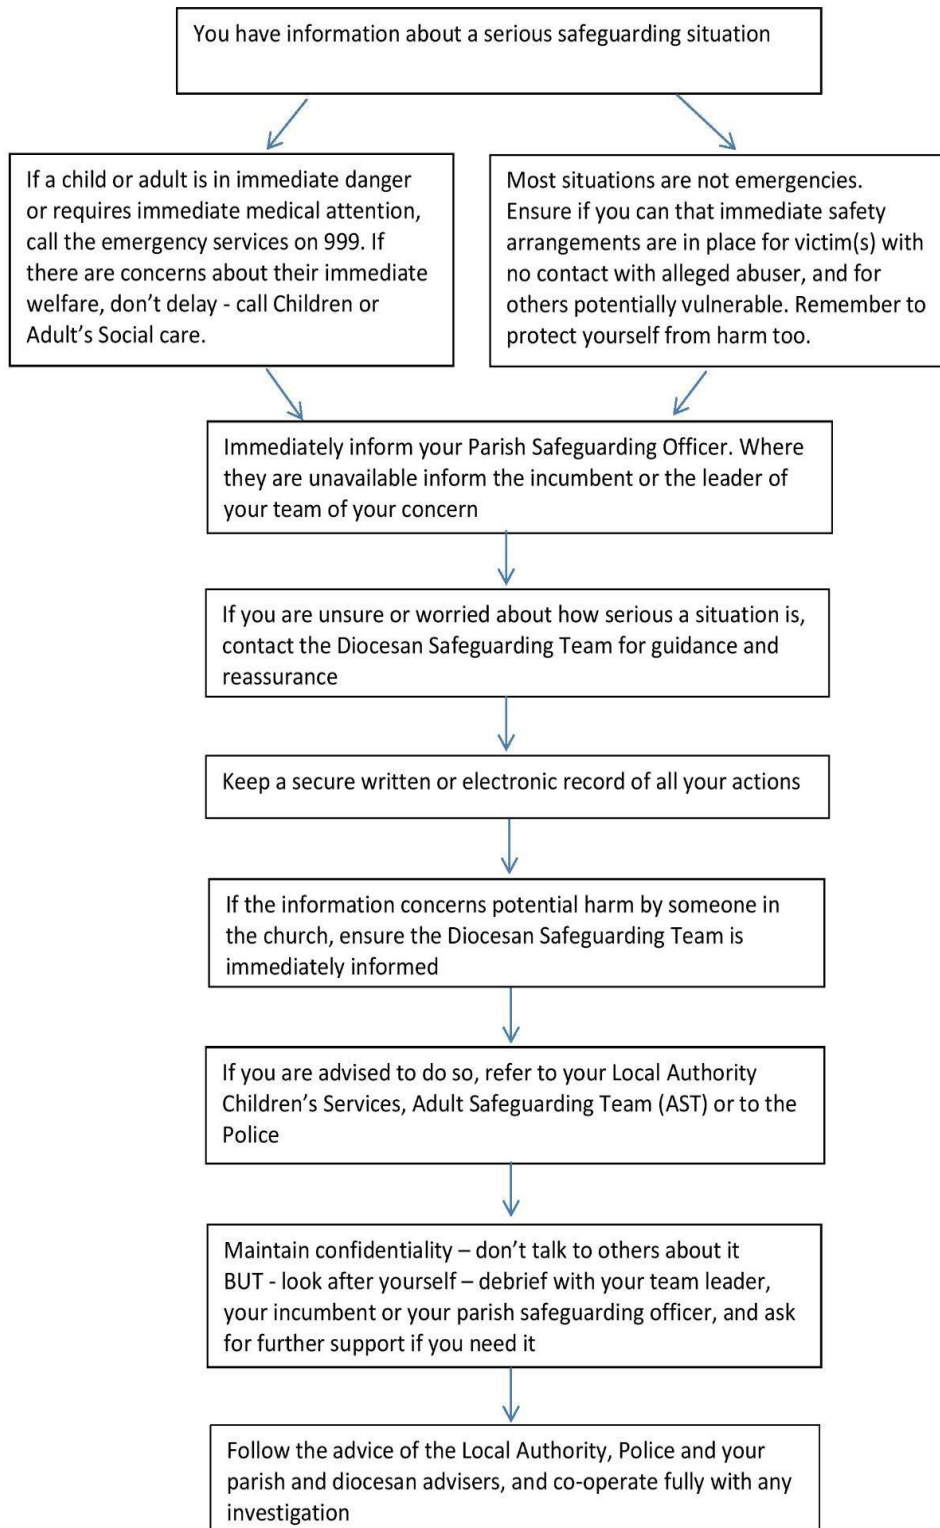 You have information about a serious safeguarding situation
If a child or adult is in immediate danger
or requires immediate medical attention,
call the emergency services on 999. If
there are concerns about their immediate
welfare, don’t delay - call Children or
Adult’s Social care.
Most situations are not emergencies.
Ensure if you can that immediate safety
arrangements are in place for victim(s) with
no contact with alleged abuser, and for
others potentially vulnerable. Remember to
protect yourself from harm too.
Immediately inform your Parish Safeguarding Officer. Where
they are unavailable inform the incumbent or the leader of
your team of your concern
If you are unsure or worried about how serious a situation is,
contact the Diocesan Safeguarding Team for guidance and
reassurance
Keep a secure written or electronic record of all your actions
If the information concerns potential harm by someone in
the church, ensure the Diocesan Safeguarding Team is
immediately informed
If you are advised to do so, refer to your Local Authority
Children’s Services, Adult Safeguarding Team (AST) or to the
Police
Maintain confidentiality – don’t talk to others about it
BUT - look after yourself – debrief with your team leader,
your incumbent or your parish safeguarding officer, and ask
for further support if you need it
Follow the advice of the Local Authority, Police and your
parish and diocesan advisers, and co-operate fully with any
investigation